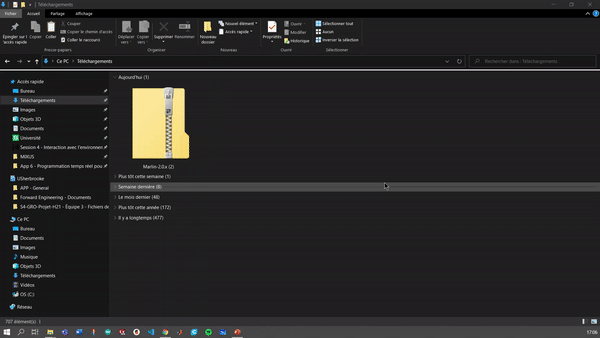 Téléchargements
Fichier Accueil Partage Affichage
Épingler sur l'accès rapide
Copier
Coller
Couper
Copier le chemin d'accès
Coller le raccourci
Presse-papiers
Déplacer vers
Copier vers
Supprimer
Renommer
Organiser
Nouveau dossier
Nouvel élément
Accès rapide
Nouveau
Propriétés
Ouvrir
Modifier
Historique
Ouvrir
Sélectionner tout
Aucun
Inverser la sélection
Sélectionner
Ce PC > Téléchargements
Rechercher dans : Téléchargements
Accès rapide
Bureau
Téléchargements
Images
Objets 3D
Documents
Université
Session 4 - Interaction avec l'environnem
MIXJUS
App 6 - Programmation temps réel pou
USherbrooke
APP - General
Forward Engineering - Documents
S4-GRO-Projet-H21 - Équipe 3 - Fichiers de
Ce PC
Bureau
Documents
Images
Musique
Objets 3D
Téléchargements
Vidéos
OS (C:)
Réseau
Aujourd'hui (1)
Marlin-2.0.x (2)
Plus tôt cette semaine (1)
Semaine dernière (8)
Le mois dernier (48)
Plus tôt cette année (172)
Il y a longtemps (477)
707 élément(s)
17:06